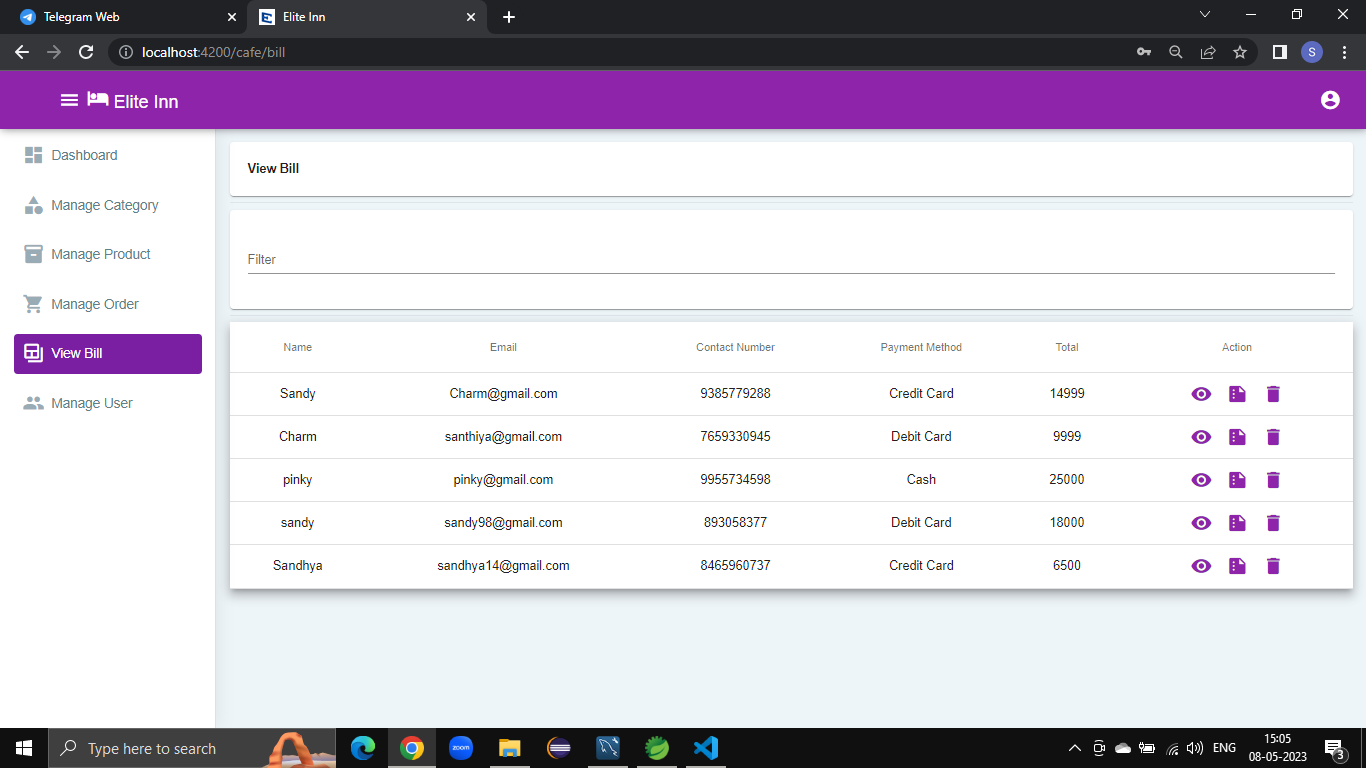 Telegram Web
Elite Inn
localhost:4200/cafe/bill
S
Elite Inn
Dashboard
Manage Category
Manage Product
Manage Order
View Bill
Manage User
View Bill
Filter
Name Email Contact Number Payment Method Total Action
Sandy Charm@gmail.com 9385779288 Credit Card 14999
Charm santhiya@gmail.com 7659330945 Debit Card 9999
pinky pinky@gmail.com 9955734598 Cash 25000
sandy sandy98@gmail.com 893058377 Debit Card 18000
Sandhya sandhya14@gmail.com 8465960737 Credit Card 6500
Type here to search
zoom
ENG
15:05
08-05-2023
3